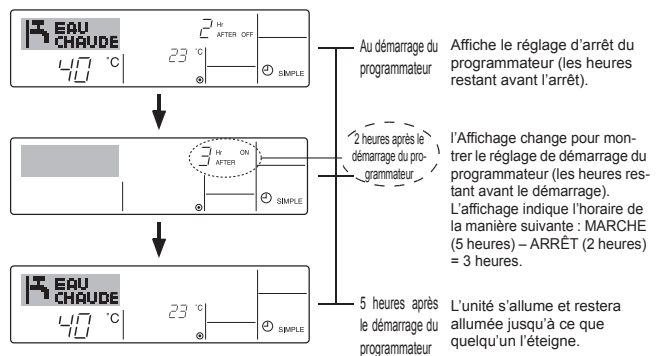 EAU
CHAUDE
40 °C
2 Hr
AFTER OFF
23 °C
SIMPLE
Au démarrage du
programmateur
Affiche le réglage d’arrêt du
programmateur (les heures
restant avant l’arrêt).
3 Hr ON
AFTER
SIMPLE
2 heures après le
démarrage du pro-
grammateur
l’Affichage change pour mon-
trer le réglage de démarrage du
programmateur (les heures res-
tant avant le démarrage).
L’affichage indique l’horaire de
la manière suivante : MARCHE
(5 heures) – ARRÊT (2 heures)
= 3 heures.
EAU
CHAUDE
40 °C
23 °C
SIMPLE
5 heures après
le démarrage du
programmateur
L’unité s’allume et restera
allumée jusqu’à ce que
quelqu’un l’éteigne.